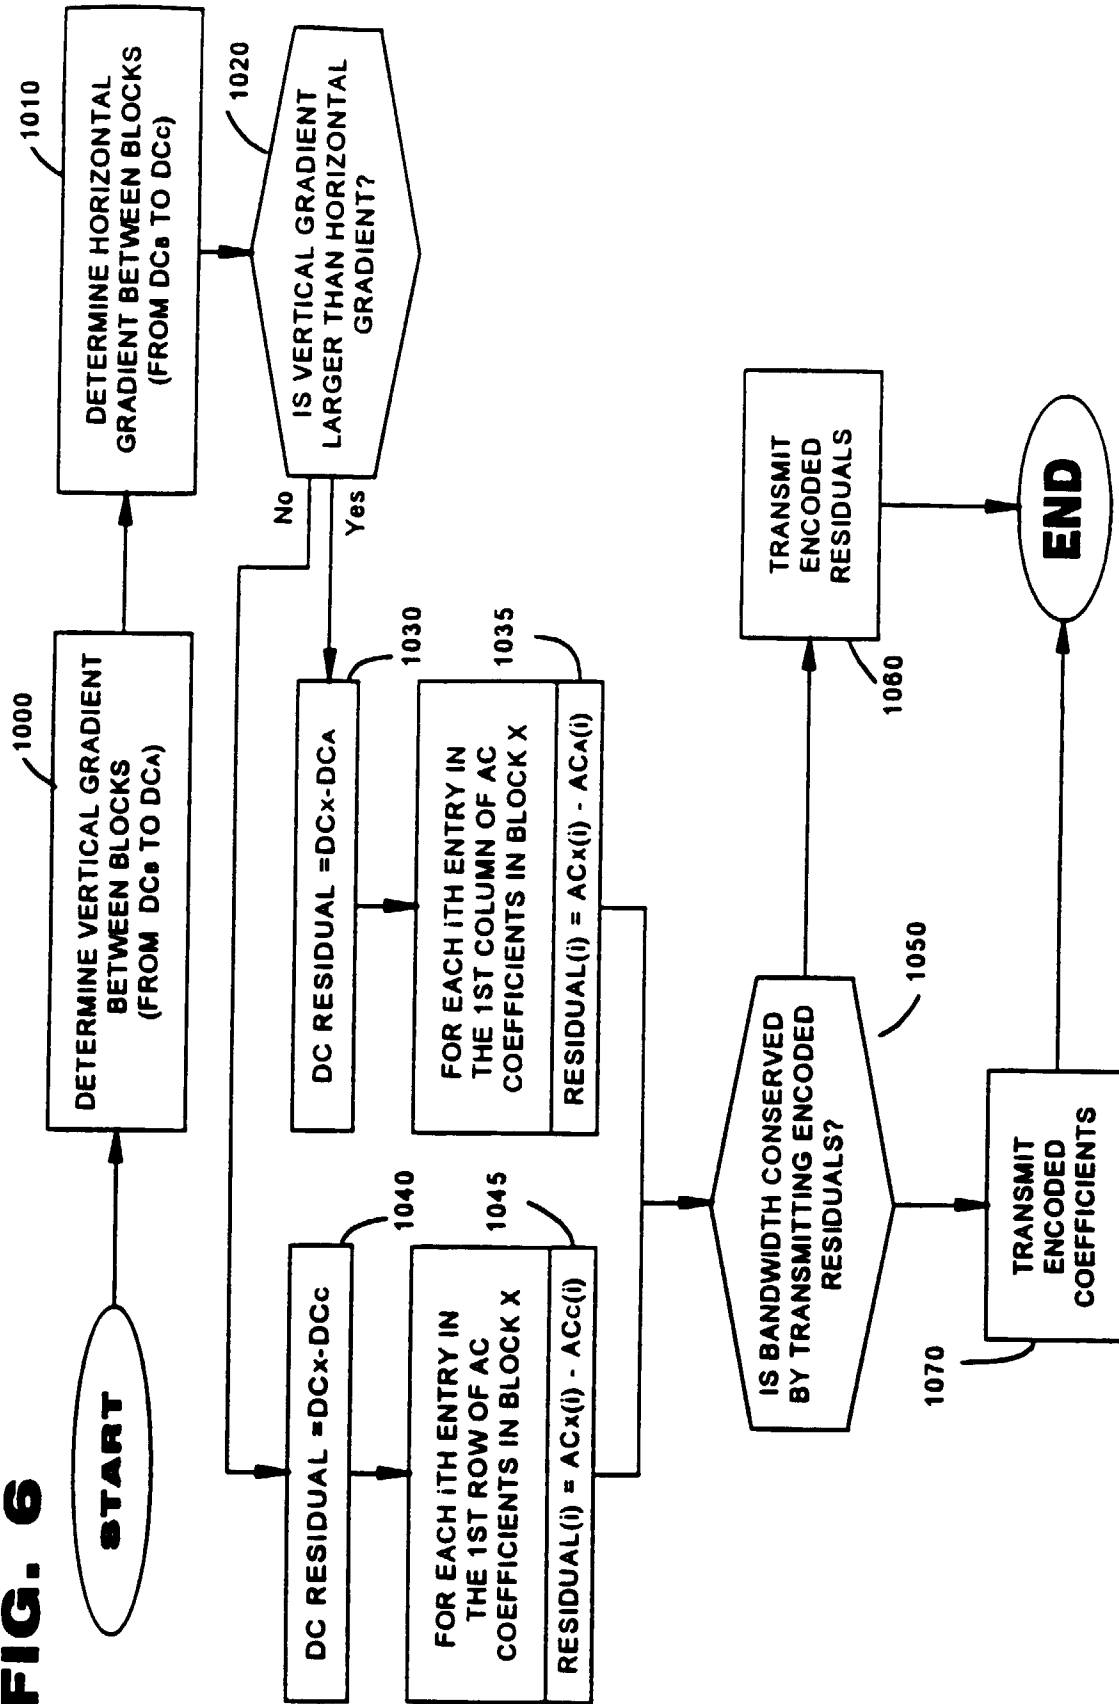 FIG. 6
START
1000
DETERMINE VERTICAL GRADIENT
BETWEEN BLOCKS
(FROM DCB TO DCA)
1010
DETERMINE HORIZONTAL
GRADIENT BETWEEN BLOCKS
(FROM DCB TO DCC)
1020
IS VERTICAL GRADIENT
LARGER THAN HORIZONTAL
GRADIENT?
No
Yes
1030
DC RESIDUAL =DCX-DCA
1035
FOR EACH iTH ENTRY IN
THE 1ST COLUMN OF AC
COEFFICIENTS IN BLOCK X
RESIDUAL(i) = ACX(i) - ACA(i)
1040
DC RESIDUAL =DCX-DCC
1045
FOR EACH iTH ENTRY IN
THE 1ST ROW OF AC
COEFFICIENTS IN BLOCK X
RESIDUAL(i) = ACX(i) - ACC(i)
1050
IS BANDWIDTH CONSERVED
BY TRANSMITTING ENCODED
RESIDUALS?
1060
TRANSMIT
ENCODED
RESIDUALS
1070
TRANSMIT
ENCODED
COEFFICIENTS
END